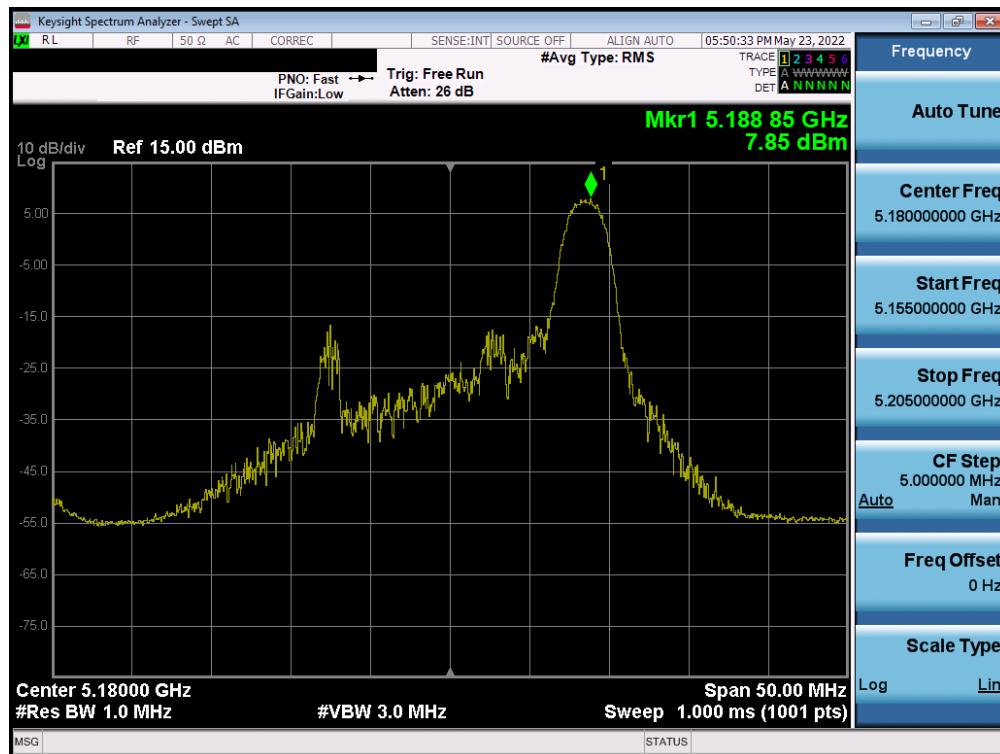 Keysight Spectrum Analyzer - Swept SA
LXI RL RF 50 Ω AC CORREC SENSE:INT SOURCE OFF ALIGN AUTO 05:50:33 PM May 23, 2022
PNO: Fast
IFGain:Low
Trig: Free Run
Atten: 26 dB
#Avg Type: RMS
TRACE 1 2 3 4 5 6
TYPE A WWWWW
DET A N N N N N
Mkr1 5.188 85 GHz
7.85 dBm
10 dB/div Ref 15.00 dBm
Log
1
5.00
-5.00
-15.0
-25.0
-35.0
-45.0
-55.0
-65.0
-75.0
Center 5.18000 GHz Span 50.00 MHz
#Res BW 1.0 MHz #VBW 3.0 MHz Sweep 1.000 ms (1001 pts)
MSG STATUS
Frequency
Auto Tune
Center Freq
5.180000000 GHz
Start Freq
5.155000000 GHz
Stop Freq
5.205000000 GHz
CF Step
5.000000 MHz
Auto Man
Freq Offset
0 Hz
Scale Type
Log Lin